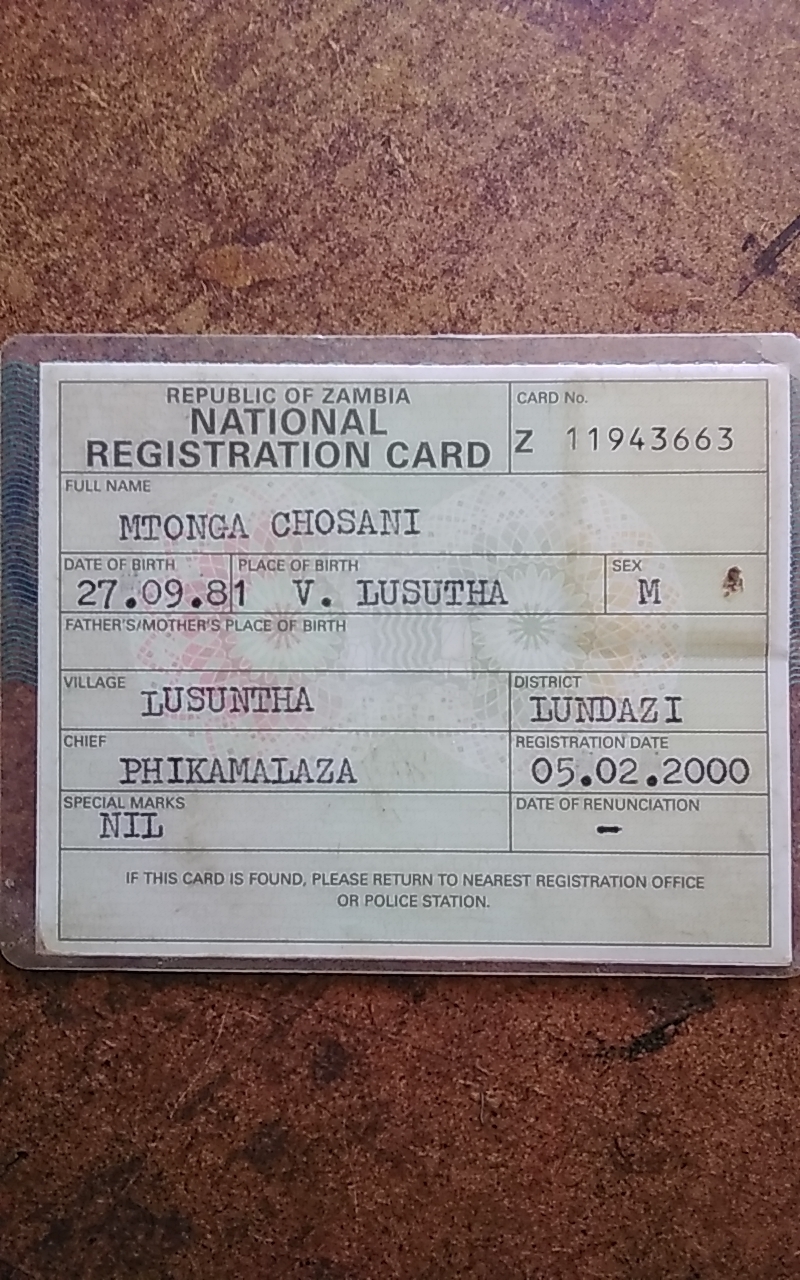 REPUBLIC OF ZAMBIA
NATIONAL
REGISTRATION CARD
CARD No.
Z 11943663
FULL NAME
MTONGA CHOSANI
DATE OF BIRTH
27.09.81
PLACE OF BIRTH
V. LUSUTHA
SEX
M
FATHER'S/MOTHER'S PLACE OF BIRTH
VILLAGE
LUSUNTHA
DISTRICT
LUNDAZI
CHIEF
PHIKAMALAZA
REGISTRATION DATE
05.02.2000
SPECIAL MARKS
NIL
DATE OF RENUNCIATION
–
IF THIS CARD IS FOUND, PLEASE RETURN TO NEAREST REGISTRATION OFFICE
OR POLICE STATION.